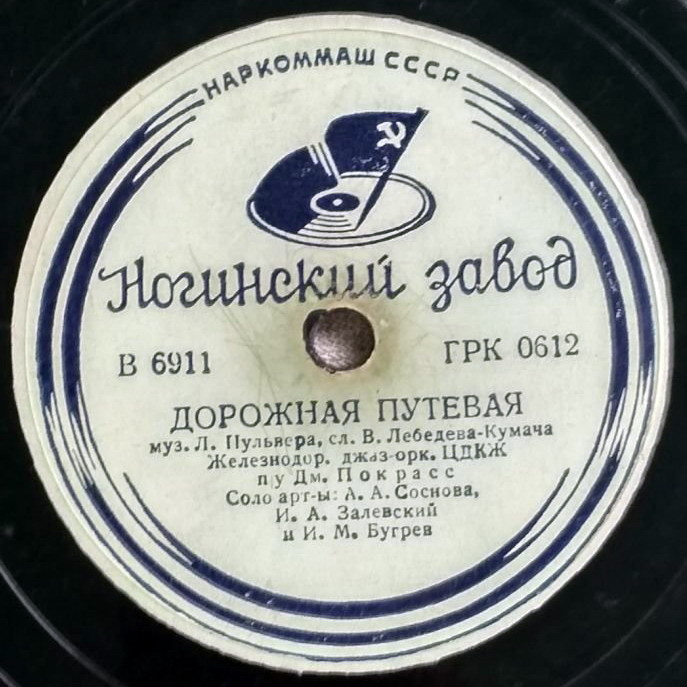 НАРКОММАШ СССР
Ногинский завод
В 6911
ГРК 0612
ДОРОЖНАЯ ПУТЕВАЯ
муз. Л. Пульвера, сл. В. Лебедева-Кумача
Железнодор. джаз-орк. ЦДКЖ
п/у Дм. Покрасс
Соло арт-ы: А. А. Соснова,
И. А. Залевский
и И. М. Бугрев